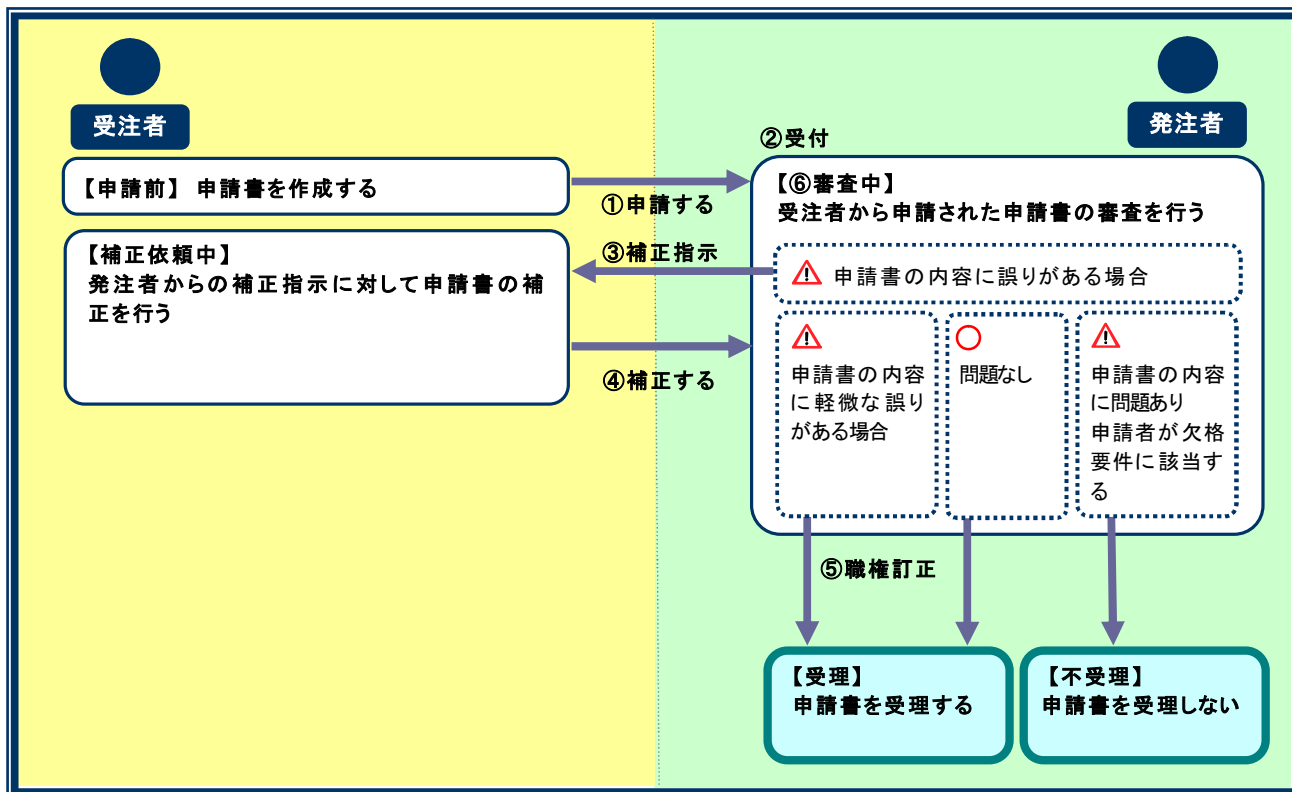 受注者
発注者
②受付
【申請前】 申請書を作成する
①申請する
【⑥審査中】
受注者から申請された申請書の審査を行う
【補正依頼中】
発注者からの補正指示に対して申請書の補
正を行う
③補正指示
申請書の内容に誤りがある場合
④補正する
申請書の内容
に軽微な誤り
がある場合
問題なし
申請書の内容
に問題あり
申請者が欠格
要件に該当す
る
⑤職権訂正
【受理】
申請書を受理する
【不受理】
申請書を受理しない